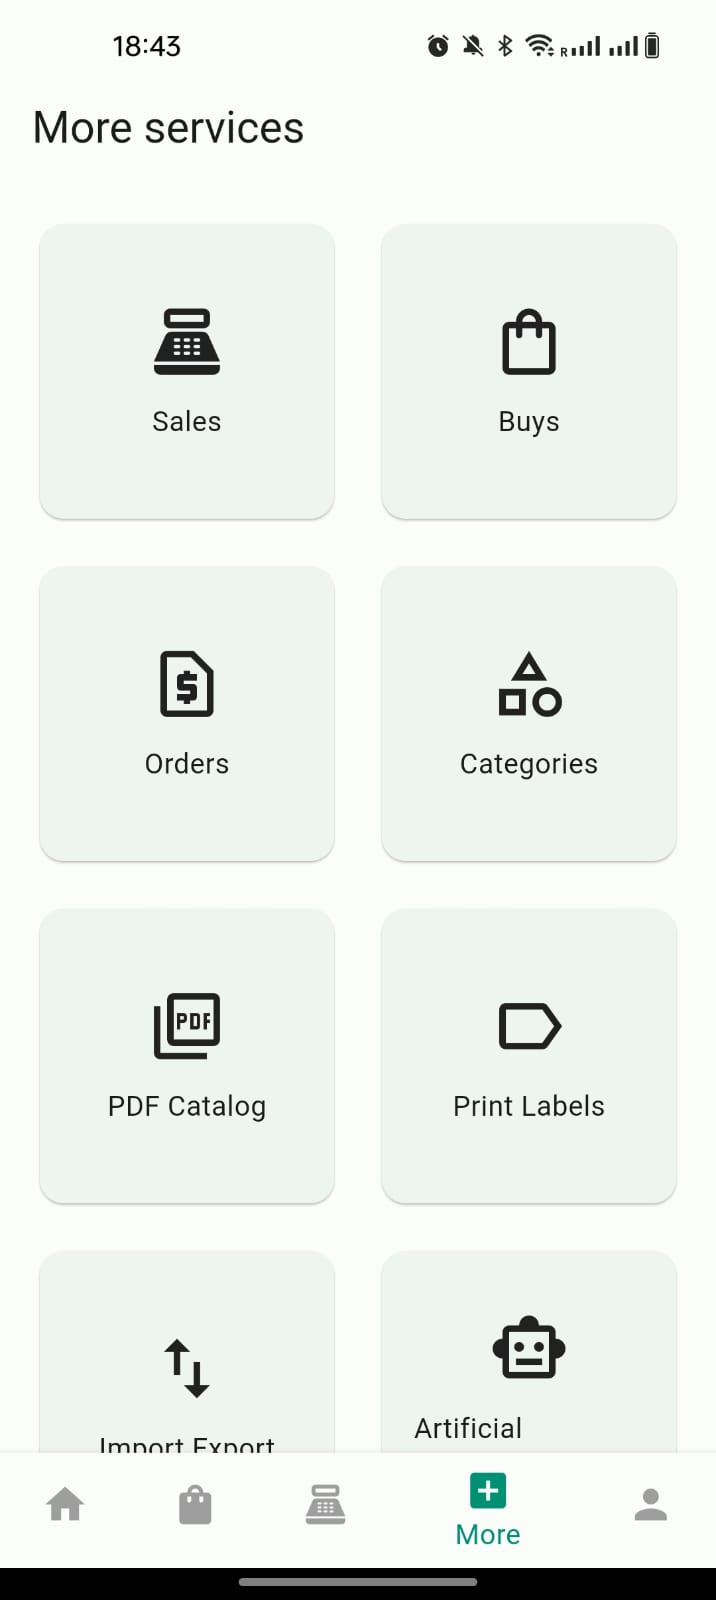 18:43
R
More services
Sales
Buys
Orders
Categories
PDF
PDF Catalog
Print Labels
Import Export
Artificial
More